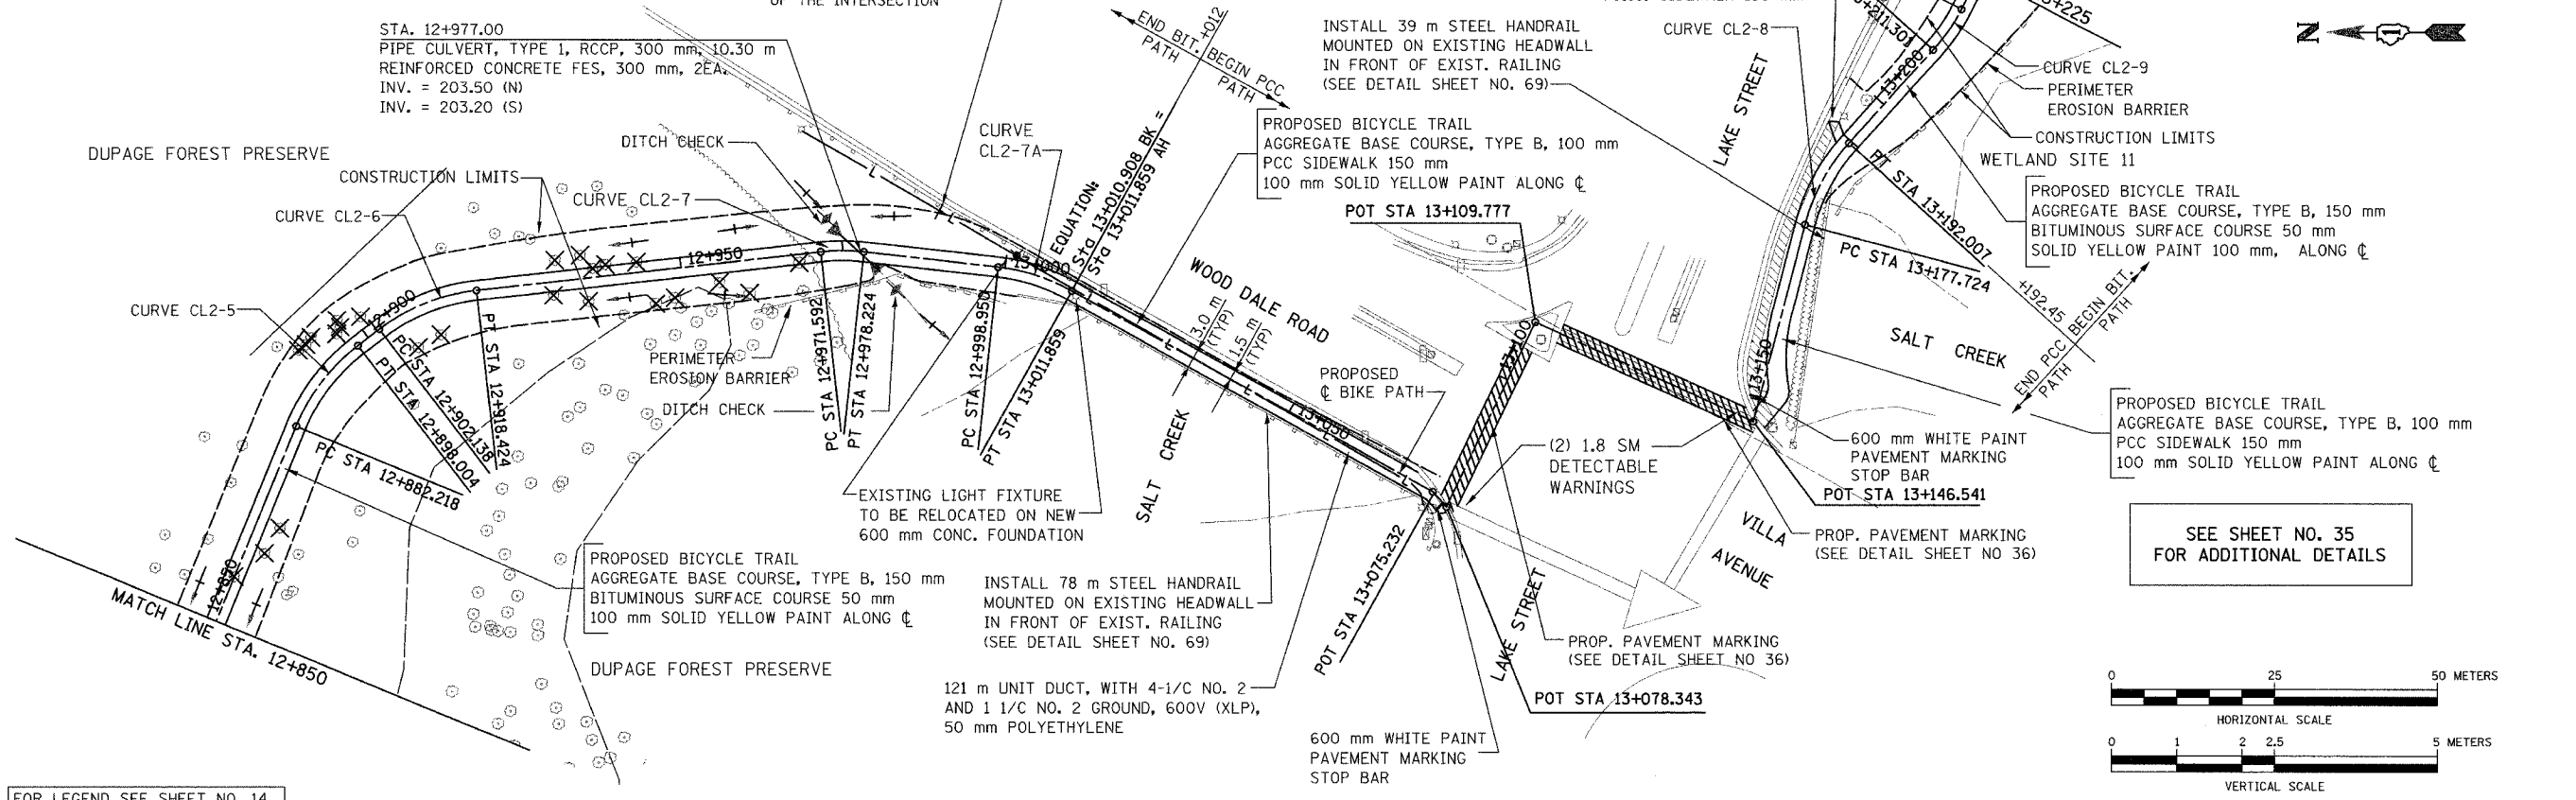 OF THE INTERSECTION
STA. 12+977.00
PIPE CULVERT, TYPE 1, RCCP, 300 mm, 10.30 m
REINFORCED CONCRETE FES, 300 mm, 2EA.
INV. = 203.50 (N)
INV. = 203.20 (S)
DUPAGE FOREST PRESERVE
CONSTRUCTION LIMITS
CURVE CL2-6
CURVE CL2-5
DITCH CHECK
CURVE CL2-7
CURVE
CL2-7A
END BIT. BEGIN PCC
PATH PATH
+012
EQUATION:
Sta 13+010.908 BK =
Sta 13+011.859 AH
INSTALL 39 m STEEL HANDRAIL
MOUNTED ON EXISTING HEADWALL
IN FRONT OF EXIST. RAILING
(SEE DETAIL SHEET NO. 69)
PROPOSED BICYCLE TRAIL
AGGREGATE BASE COURSE, TYPE B, 100 mm
PCC SIDEWALK 150 mm
100 mm SOLID YELLOW PAINT ALONG ℄
POT STA 13+109.777
CURVE CL2-8
LAKE STREET
+211.301
+225
13+200
N
CURVE CL2-9
PERIMETER
EROSION BARRIER
CONSTRUCTION LIMITS
WETLAND SITE 11
PROPOSED BICYCLE TRAIL
AGGREGATE BASE COURSE, TYPE B, 150 mm
BITUMINOUS SURFACE COURSE 50 mm
SOLID YELLOW PAINT 100 mm, ALONG ℄
PT STA 13+192.007
PC STA 13+177.724
+192.45
END PCC BEGIN BIT.
PATH PATH
SALT CREEK
12+950
12+900
13+000
WOOD DALE ROAD
3.0 m
(TYP)
1.5 m
(TYP)
PROPOSED
℄ BIKE PATH
13+050
13+100
13+150
PERIMETER
EROSION BARRIER
DITCH CHECK
PC STA 12+971.592
PT STA 12+978.224
PC STA 12+998.950
PT STA 13+011.859
PT STA 12+918.424
PC STA 12+902.138
PT STA 12+898.004
PC STA 12+882.218
SALT CREEK
(2) 1.8 SM
DETECTABLE
WARNINGS
600 mm WHITE PAINT
PAVEMENT MARKING
STOP BAR
POT STA 13+146.541
PROPOSED BICYCLE TRAIL
AGGREGATE BASE COURSE, TYPE B, 100 mm
PCC SIDEWALK 150 mm
100 mm SOLID YELLOW PAINT ALONG ℄
EXISTING LIGHT FIXTURE
TO BE RELOCATED ON NEW
600 mm CONC. FOUNDATION
VILLA
AVENUE
PROP. PAVEMENT MARKING
(SEE DETAIL SHEET NO 36)
SEE SHEET NO. 35
FOR ADDITIONAL DETAILS
PROPOSED BICYCLE TRAIL
AGGREGATE BASE COURSE, TYPE B, 150 mm
BITUMINOUS SURFACE COURSE 50 mm
100 mm SOLID YELLOW PAINT ALONG ℄
12+850
MATCH LINE STA. 12+850
INSTALL 78 m STEEL HANDRAIL
MOUNTED ON EXISTING HEADWALL
IN FRONT OF EXIST. RAILING
(SEE DETAIL SHEET NO. 69)
POT STA 13+075.232
LAKE STREET
PROP. PAVEMENT MARKING
(SEE DETAIL SHEET NO 36)
DUPAGE FOREST PRESERVE
121 m UNIT DUCT, WITH 4-1/C NO. 2
AND 1 1/C NO. 2 GROUND, 600V (XLP),
50 mm POLYETHYLENE
POT STA 13+078.343
600 mm WHITE PAINT
PAVEMENT MARKING
STOP BAR
0 25 50 METERS
HORIZONTAL SCALE
0 1 2 2.5 5 METERS
VERTICAL SCALE
FOR LEGEND SEE SHEET NO. 14